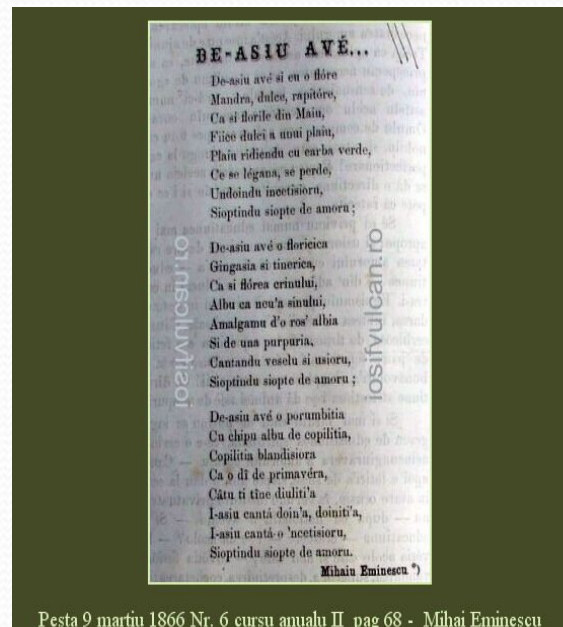 DE-ASIU AVÉ...
De-asiu avé si eu o flóre
Mandra, dulce, rapitóre,
Ca si florile din Maiu,
Fiice dulci a unui plaiu,
Plaiu ridiendu cu earba verde,
Ce se légana, se perde,
Undoindu incetisioru,
Sioptindu siopte de amoru;
De-asiu avé o floricica
Gingasia si tinerica,
Ca si flórea crinului,
Albu ca neu'a sinului,
Amalgamu d'o ros' albia
Si de una purpuria,
Cantandu veselu si usioru,
Sioptindu siopte de amoru;
De-asiu avé o porumbitia
Cu chipu albu de copilitia,
Copilitia blandisiora
Ca o dî de primavéra,
Câtu ti tîne diuliti'a
I-asiu cantá doin'a, doiniti'a,
I-asiu cantá-o 'ncetisioru,
Sioptindu siopte de amoru.
Mihaiu Eminescu *)
iosifvulcan.ro
iosifvulcan.ro
Pesta 9 martiu 1866 Nr. 6 cursu anualu II pag 68 - Mihai Eminescu